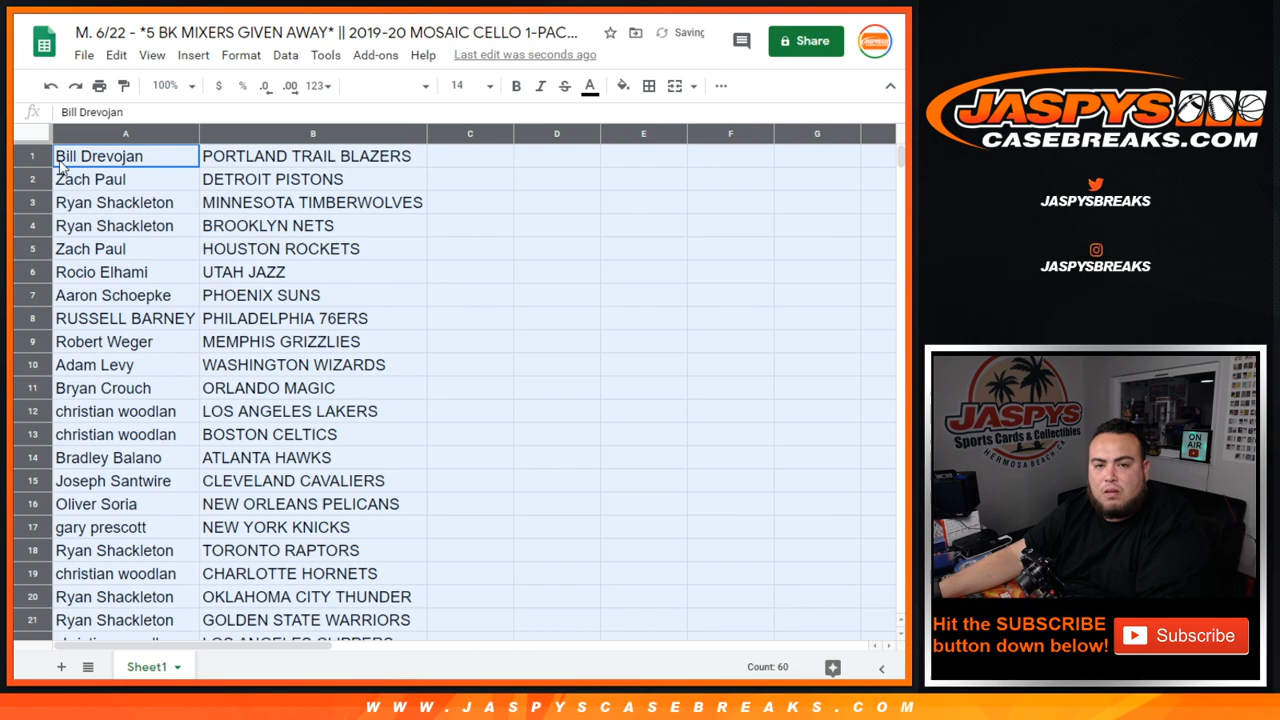 M. 6/22 - *5 BK MIXERS GIVEN AWAY* || 2019-20 MOSAIC CELLO 1-PAC...
Saving
Share
File Edit View Insert Format Data Tools Add-ons Help Last edit was seconds ago
100% $ % .0 .00 123 14 B I S A
fx Bill Drevojan
A B C D E F G
1 Bill Drevojan PORTLAND TRAIL BLAZERS
2 Zach Paul DETROIT PISTONS
3 Ryan Shackleton MINNESOTA TIMBERWOLVES
4 Ryan Shackleton BROOKLYN NETS
5 Zach Paul HOUSTON ROCKETS
6 Rocio Elhami UTAH JAZZ
7 Aaron Schoepke PHOENIX SUNS
8 RUSSELL BARNEY PHILADELPHIA 76ERS
9 Robert Weger MEMPHIS GRIZZLIES
10 Adam Levy WASHINGTON WIZARDS
11 Bryan Crouch ORLANDO MAGIC
12 christian woodlan LOS ANGELES LAKERS
13 christian woodlan BOSTON CELTICS
14 Bradley Balano ATLANTA HAWKS
15 Joseph Santwire CLEVELAND CAVALIERS
16 Oliver Soria NEW ORLEANS PELICANS
17 gary prescott NEW YORK KNICKS
18 Ryan Shackleton TORONTO RAPTORS
19 christian woodlan CHARLOTTE HORNETS
20 Ryan Shackleton OKLAHOMA CITY THUNDER
21 Ryan Shackleton GOLDEN STATE WARRIORS
Sheet1
Count: 60
JASPYS
CASEBREAKS.COM
JASPYSBREAKS
JASPYSBREAKS
JASPYS
Sports Cards & Collectibles
HERMOSA BEACH, CA
ON AIR
Hit the SUBSCRIBE
button down below!
Subscribe
WWW.JASPYSCASEBREAKS.COM